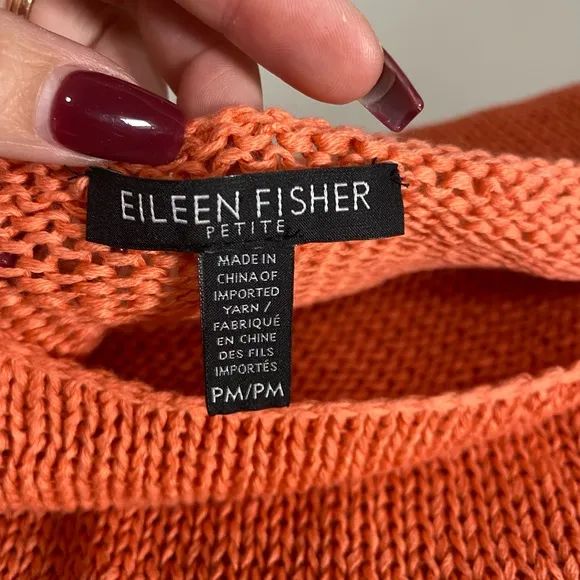 EILEEN FISHER
PETITE
MADE IN
CHINA OF
IMPORTED
YARN /
FABRIQUÉ
EN CHINE
DES FILS
IMPORTÉS
PM/PM